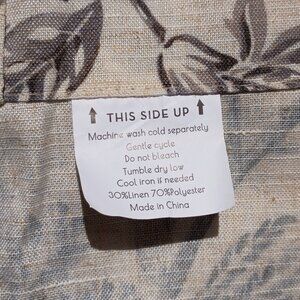 ↑ THIS SIDE UP ↑
Machine wash cold separately
Gentle cycle
Do not bleach
Tumble dry low
Cool iron is needed
30%Linen 70%Polyester
Made in China